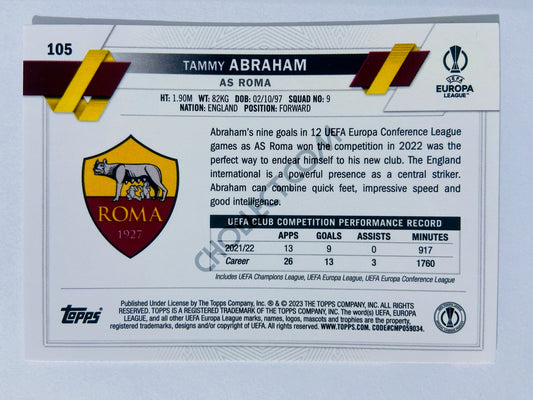 105
TAMMY ABRAHAM
AS ROMA
UEFA
EUROPA
LEAGUE™
HT: 1.90M WT: 82KG DOB: 02/10/97 SQUAD NO: 9
NATION: ENGLAND POSITION: FORWARD
Abraham's nine goals in 12 UEFA Europa Conference League
games as AS Roma won the competition in 2022 was
the perfect way to endear himself to his new club. The England
international is a powerful presence as a central striker.
Abraham can combine quick feet, impressive speed and
good intelligence.
ROMA
1927
UEFA CLUB COMPETITION PERFORMANCE RECORD
APPS GOALS ASSISTS MINUTES
2021/22 13 9 0 917
Career 26 13 3 1760
Includes UEFA Champions League, UEFA Europa League, UEFA Europa Conference League
CHOLLECT.COM
Topps
Published Under License by The Topps Company, Inc. ® & © 2023 THE TOPPS COMPANY, INC. ALL RIGHTS
RESERVED. TOPPS IS A REGISTERED TRADEMARK OF THE TOPPS COMPANY, INC. The word(s) UEFA, EUROPA
LEAGUE, and all other UEFA Europa League marks, names, logos, mascots and trophies are the property,
registered trademarks, designs and/or copyright of UEFA. All rights reserved. WWW.TOPPS.COM. CODE#CMP059034.